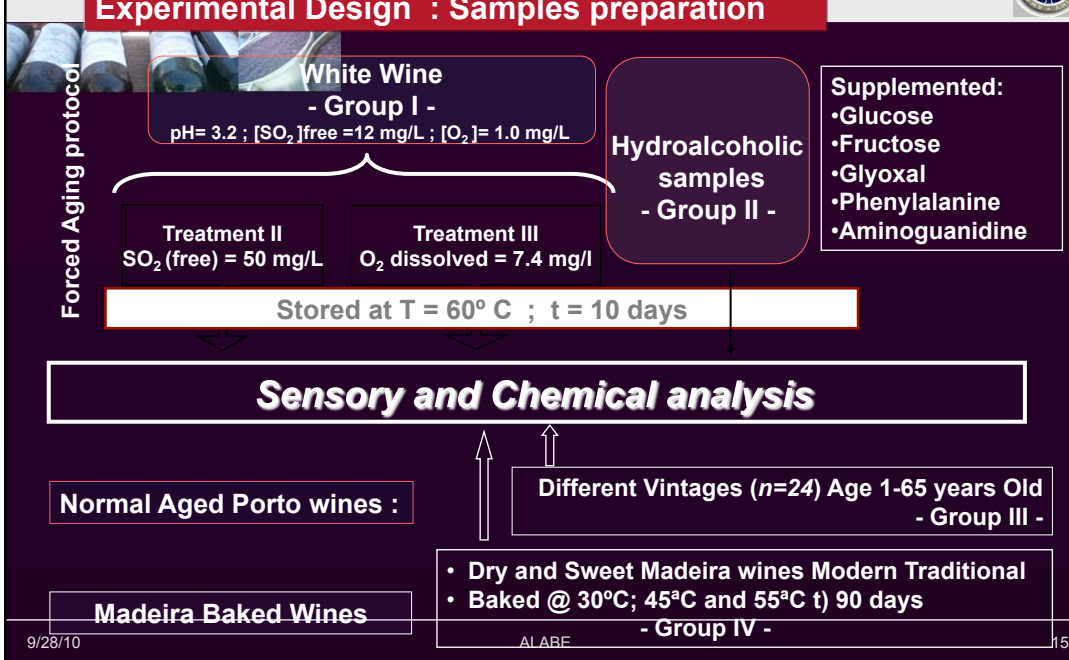 Experimental Design : Samples preparation
Forced Aging protocol
White Wine
- Group I -
pH= 3.2 ; [SO2]free =12 mg/L ; [O2]= 1.0 mg/L
Hydroalcoholic
samples
- Group II -
Supplemented:
•Glucose
•Fructose
•Glyoxal
•Phenylalanine
•Aminoguanidine
Treatment II
SO2 (free) = 50 mg/L
Treatment III
O2 dissolved = 7.4 mg/l
Stored at T = 60º C ; t = 10 days
Sensory and Chemical analysis
Normal Aged Porto wines :
Different Vintages (n=24) Age 1-65 years Old
- Group III -
Madeira Baked Wines
• Dry and Sweet Madeira wines Modern Traditional
• Baked @ 30ºC; 45ªC and 55ªC t) 90 days
- Group IV -
9/28/10
ALABE
15